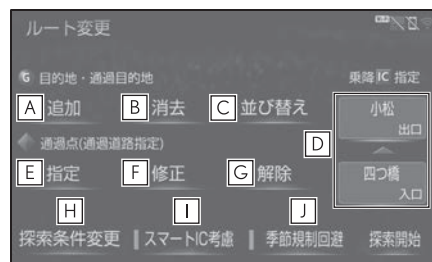 ルート変更
G 目的地・通過目的地
乗降IC 指定
A 追加 B 消去 C 並び替え
小松
出口
D
通過点(通過道路指定)
E 指定 F 修正 G 解除
四つ橋
入口
H I J
探索条件変更 スマートIC考慮 季節規制回避 探索開始